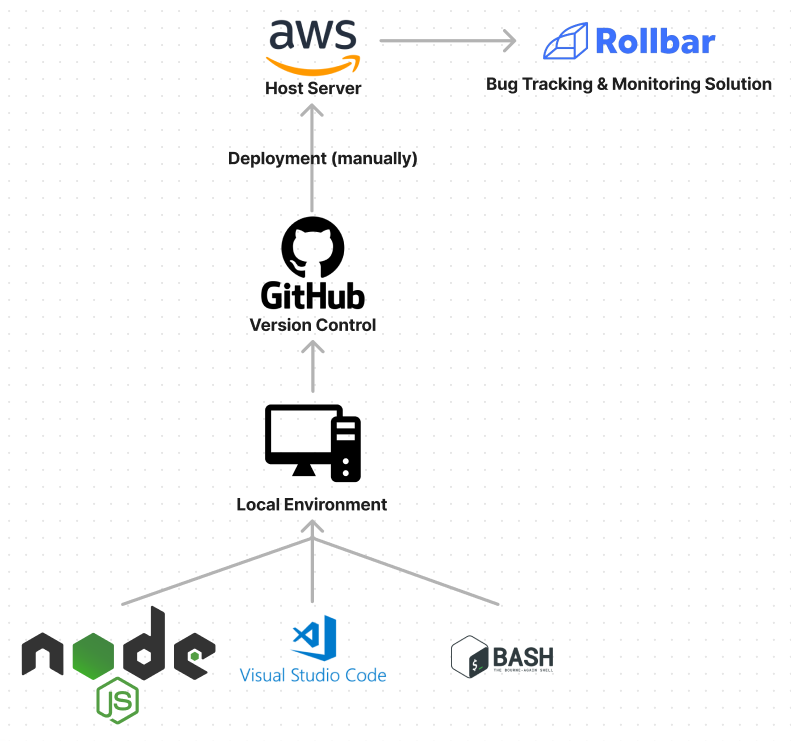 aws
Rollbar
Host Server
Bug Tracking & Monitoring Solution
Deployment (manually)
GitHub
Version Control
Local Environment
node
JS
Visual Studio Code
$_
BASH
THE BOURNE-AGAIN SHELL